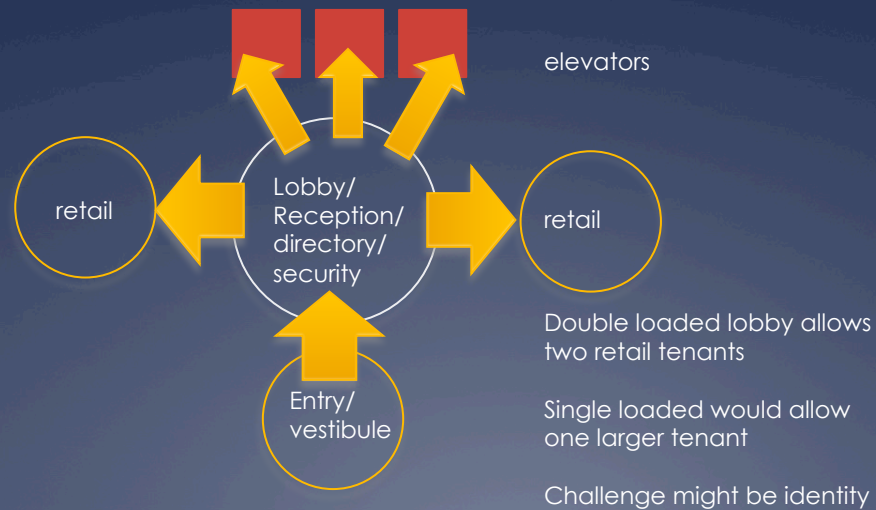 elevators
retail
Lobby/
Reception/
directory/
security
retail
Entry/
vestibule
Double loaded lobby allows
two retail tenants
Single loaded would allow
one larger tenant
Challenge might be identity